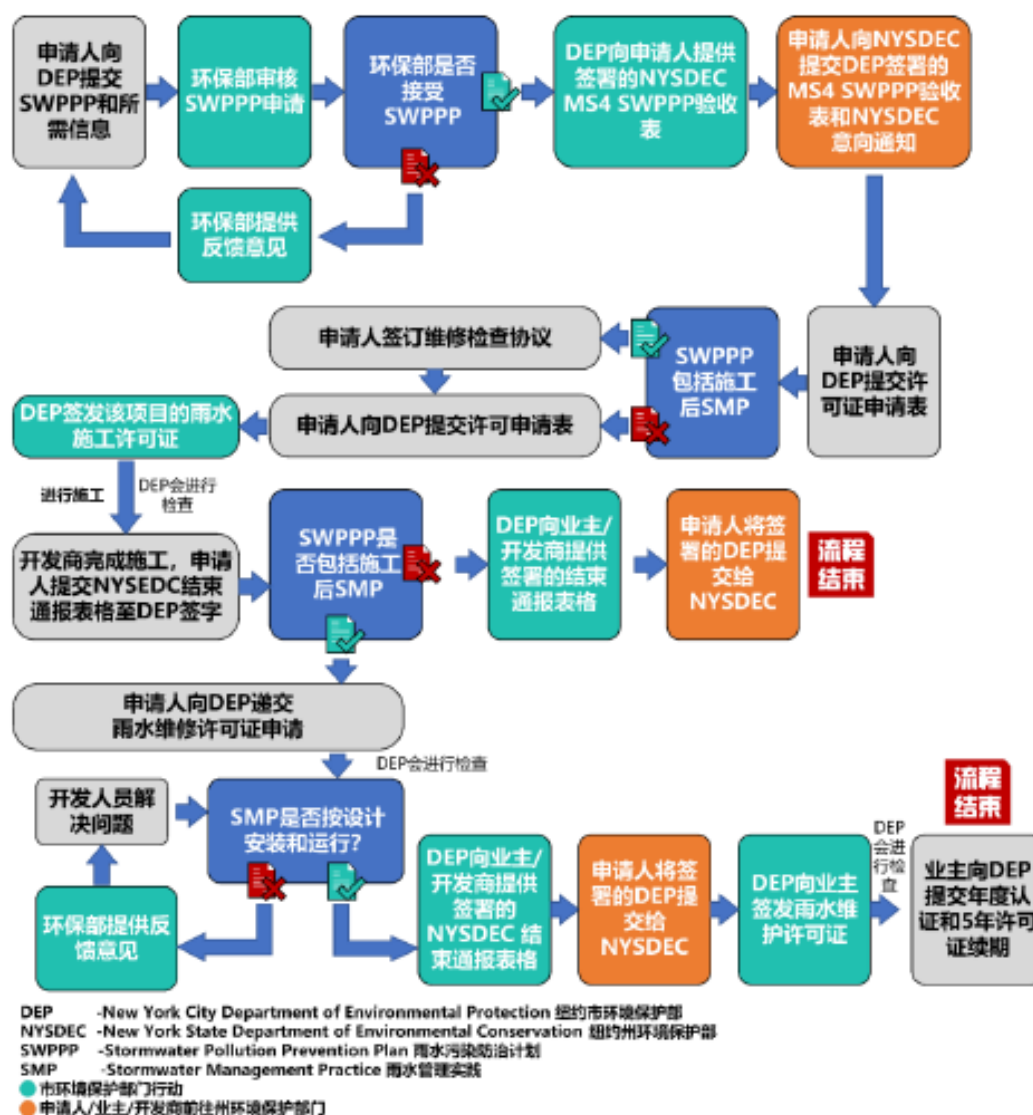 申请人向
DEP提交
SWPPP和所
需信息
环保部审核
SWPPP申请
环保部是否
接受
SWPPP
DEP向申请人提供
签署的NYSDEC
MS4 SWPPP验收
表
申请人向NYSDEC
提交DEP签署的
MS4 SWPPP验收
表和NYSDEC
意向通知
环保部提供
反馈意见
申请人向
DEP提交许
可证申请表
SWPPP
包括施工
后SMP
申请人签订维修检查协议
申请人向DEP提交许可申请表
DEP签发该项目的雨水
施工许可证
进行施工
DEP会进行
检查
开发商完成施工，申请
人提交NYSEDC结束
通报表格至DEP签字
SWPPP是
否包括施工
后SMP
DEP向业主/
开发商提供
签署的结束
通报表格
申请人将签
署的DEP提
交给
NYSDEC
流程
结束
申请人向DEP递交
雨水维修许可证申请
DEP会进行检查
开发人员解
决问题
SMP是否按设计
安装和运行?
环保部提供反
馈意见
DEP向业主/
开发商提供
签署的
NYSDEC 结
束通报表格
申请人将签
署的DEP提
交给
NYSDEC
DEP向业主
签发雨水维
护许可证
DEP
会进
行检
查
流程
结束
业主向DEP
提交年度认
证和5年许可
证续期
DEP -New York City Department of Environmental Protection 纽约市环境保护部
NYSDEC -New York State Department of Environmental Conservation 纽约州环境保护部
SWPPP -Stormwater Pollution Prevention Plan 雨水污染防治计划
SMP -Stormwater Management Practice 雨水管理实践
市环境保护部门行动
申请人/业主/开发商前往州环境保护部门